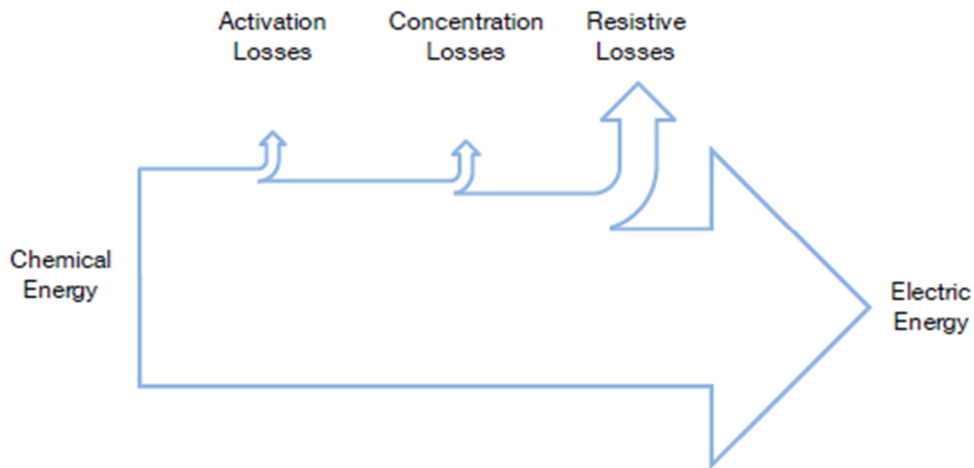 Activation
Losses
Concentration
Losses
Resistive
Losses
Chemical
Energy
Electric
Energy